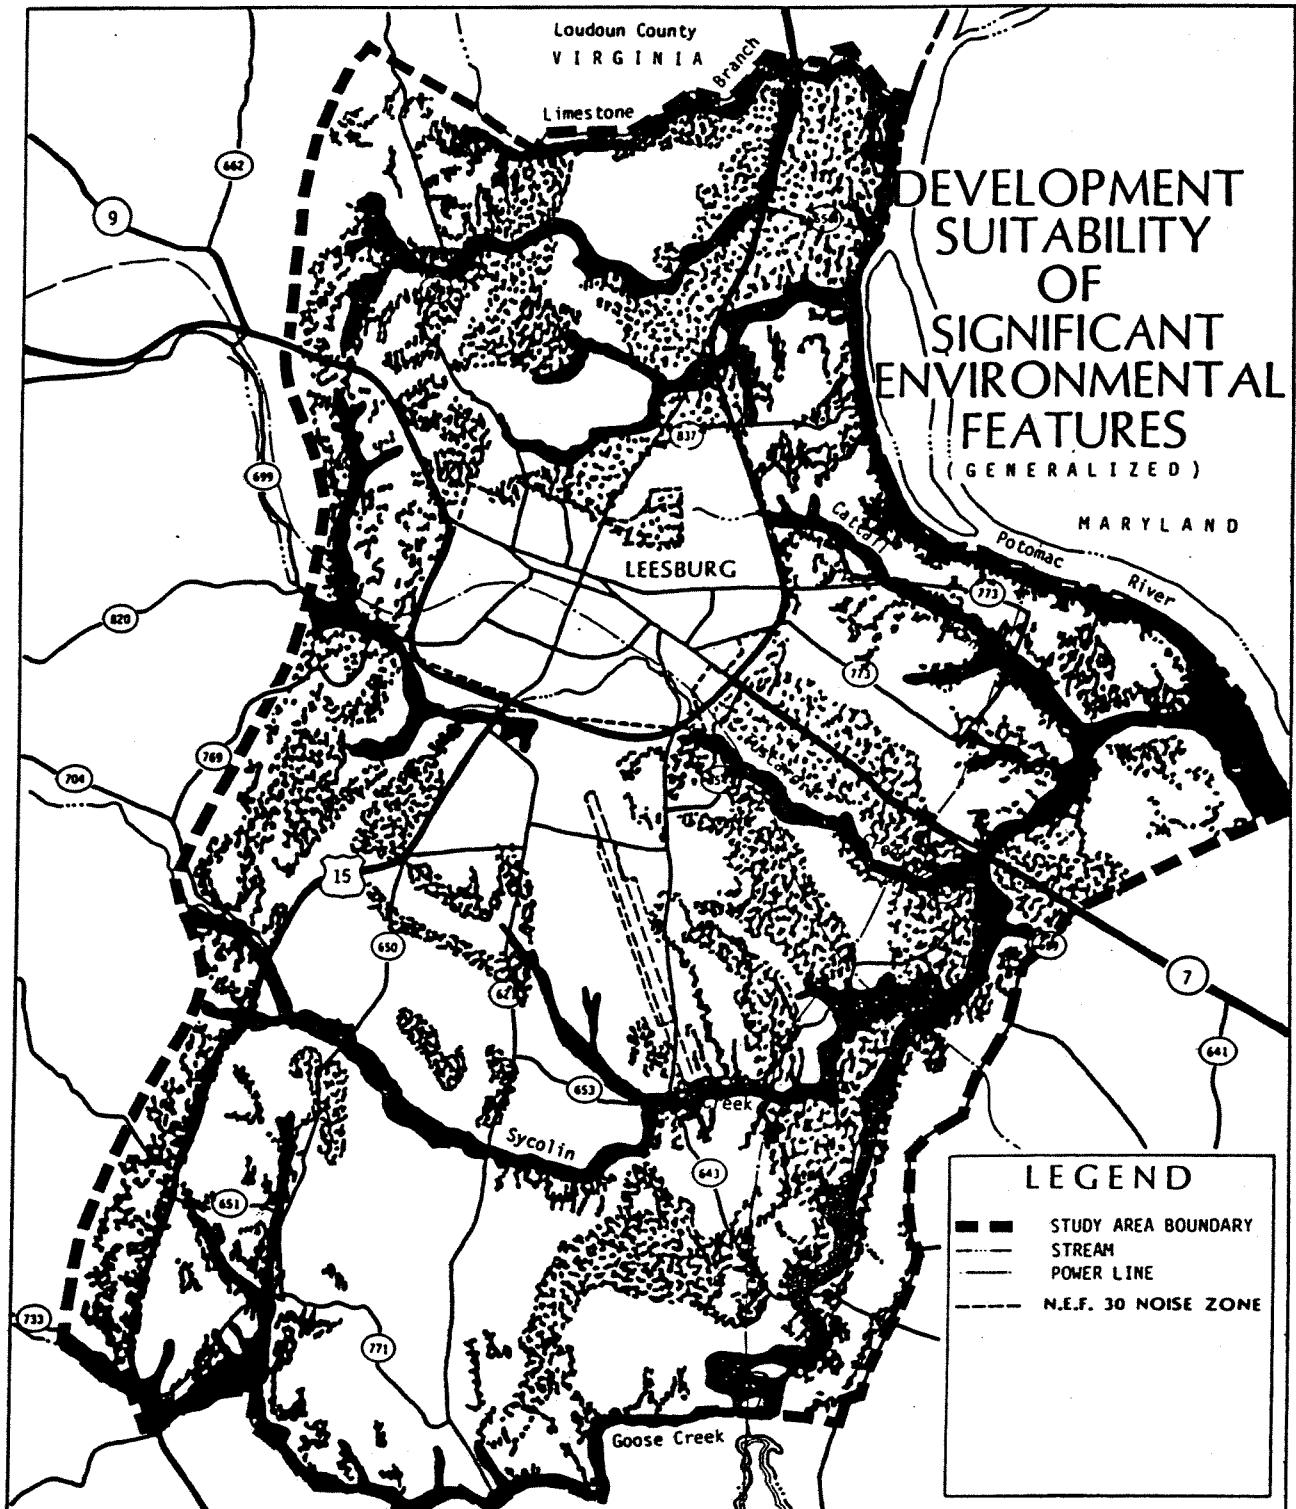 Loudoun County
VIRGINIA
Limestone
Branch
DEVELOPMENT
SUITABILITY
OF
SIGNIFICANT
ENVIRONMENTAL
FEATURES
(GENERALIZED)
MARYLAND
662
9
699
837
Cattail
Potomac
River
LEESBURG
773
820
773
769
704
15
650
621
653
Sycolin
eek
643
7
641
651
733
771
Goose Creek
LEGEND
STUDY AREA BOUNDARY
STREAM
POWER LINE
N.E.F. 30 NOISE ZONE